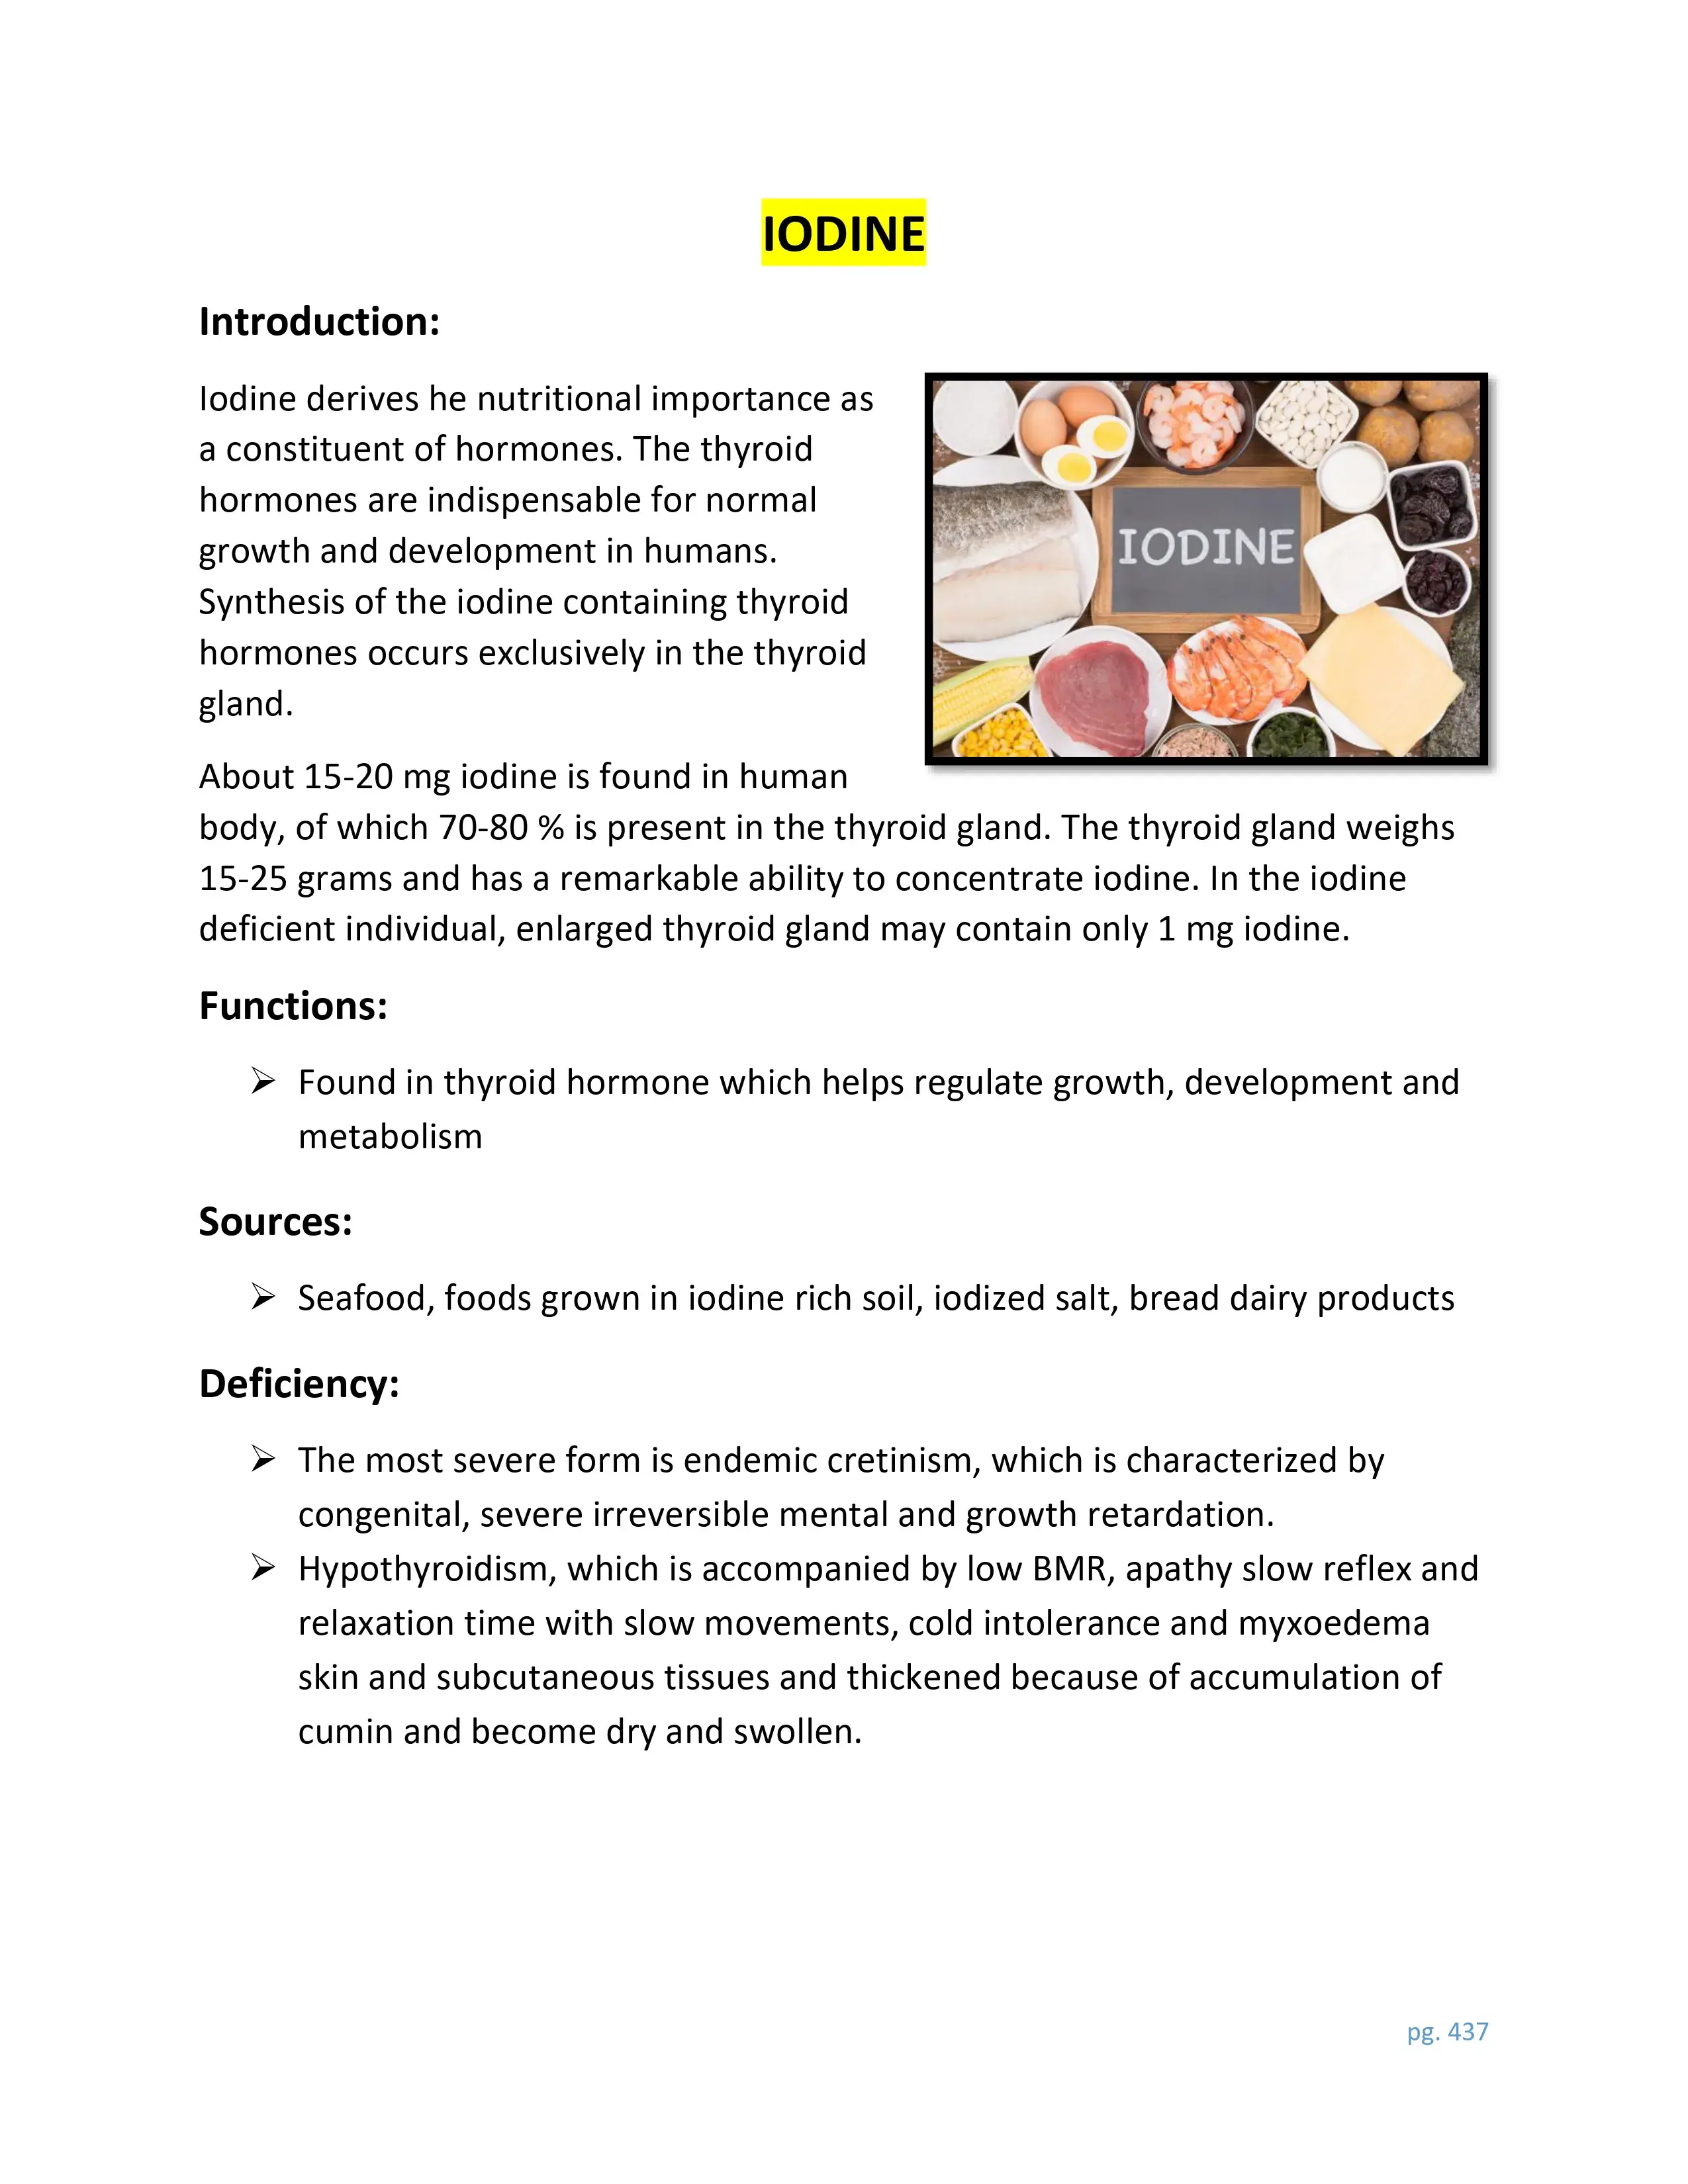 IODINE
Introduction:
Iodine derives he nutritional importance as
a constituent of hormones. The thyroid
hormones are indispensable for normal
growth and development in humans.
Synthesis of the iodine containing thyroid
hormones occurs exclusively in the thyroid
gland.
IODINE
About 15-20 mg iodine is found in human
body, of which 70-80 % is present in the thyroid gland. The thyroid gland weighs
15-25 grams and has a remarkable ability to concentrate iodine. In the iodine
deficient individual, enlarged thyroid gland may contain only 1 mg iodine.
Functions:
➢ Found in thyroid hormone which helps regulate growth, development and
metabolism
Sources:
➢ Seafood, foods grown in iodine rich soil, iodized salt, bread dairy products
Deficiency:
➢ The most severe form is endemic cretinism, which is characterized by
congenital, severe irreversible mental and growth retardation.
➢ Hypothyroidism, which is accompanied by low BMR, apathy slow reflex and
relaxation time with slow movements, cold intolerance and myxoedema
skin and subcutaneous tissues and thickened because of accumulation of
cumin and become dry and swollen.
pg. 437